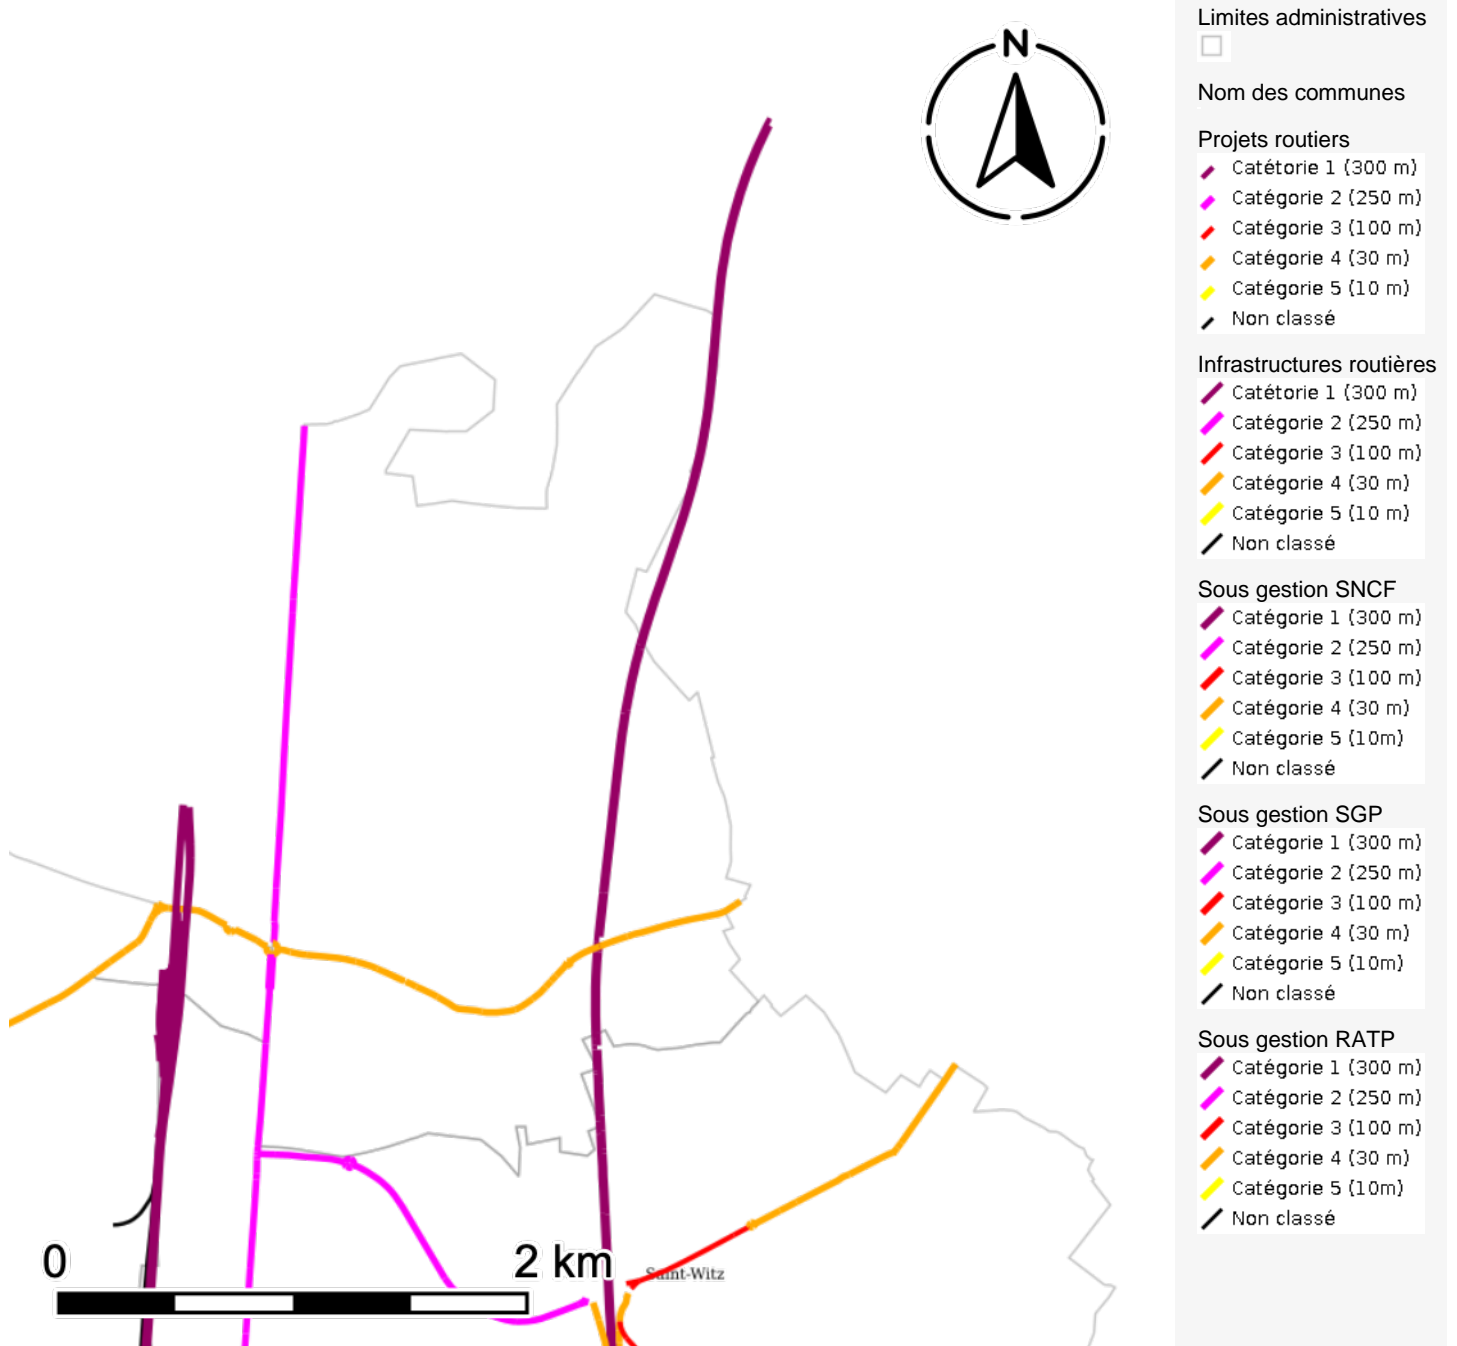 N
0
2 km
Saint-Witz
Limites administratives
Nom des communes
Projets routiers
Catétorie 1 (300 m)
Catégorie 2 (250 m)
Catégorie 3 (100 m)
Catégorie 4 (30 m)
Catégorie 5 (10 m)
Non classé
Infrastructures routières
Catétorie 1 (300 m)
Catégorie 2 (250 m)
Catégorie 3 (100 m)
Catégorie 4 (30 m)
Catégorie 5 (10 m)
Non classé
Sous gestion SNCF
Catégorie 1 (300 m)
Catégorie 2 (250 m)
Catégorie 3 (100 m)
Catégorie 4 (30 m)
Catégorie 5 (10m)
Non classé
Sous gestion SGP
Catégorie 1 (300 m)
Catégorie 2 (250 m)
Catégorie 3 (100 m)
Catégorie 4 (30 m)
Catégorie 5 (10m)
Non classé
Sous gestion RATP
Catégorie 1 (300 m)
Catégorie 2 (250 m)
Catégorie 3 (100 m)
Catégorie 4 (30 m)
Catégorie 5 (10m)
Non classé